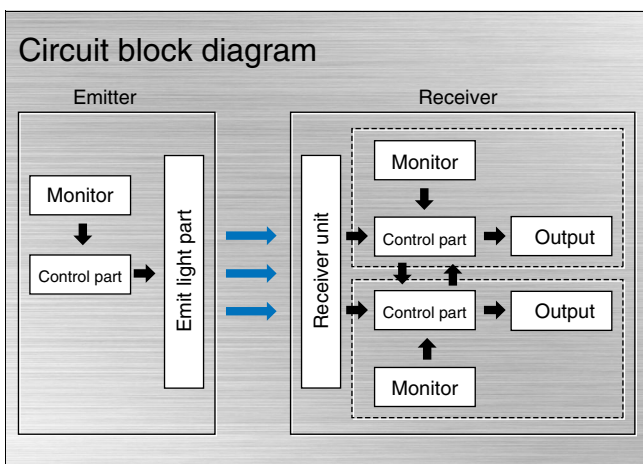 Circuit block diagram
Emitter
Monitor
Control part
Emit light part
Receiver
Receiver unit
Monitor
Control part
Output
Control part
Output
Monitor